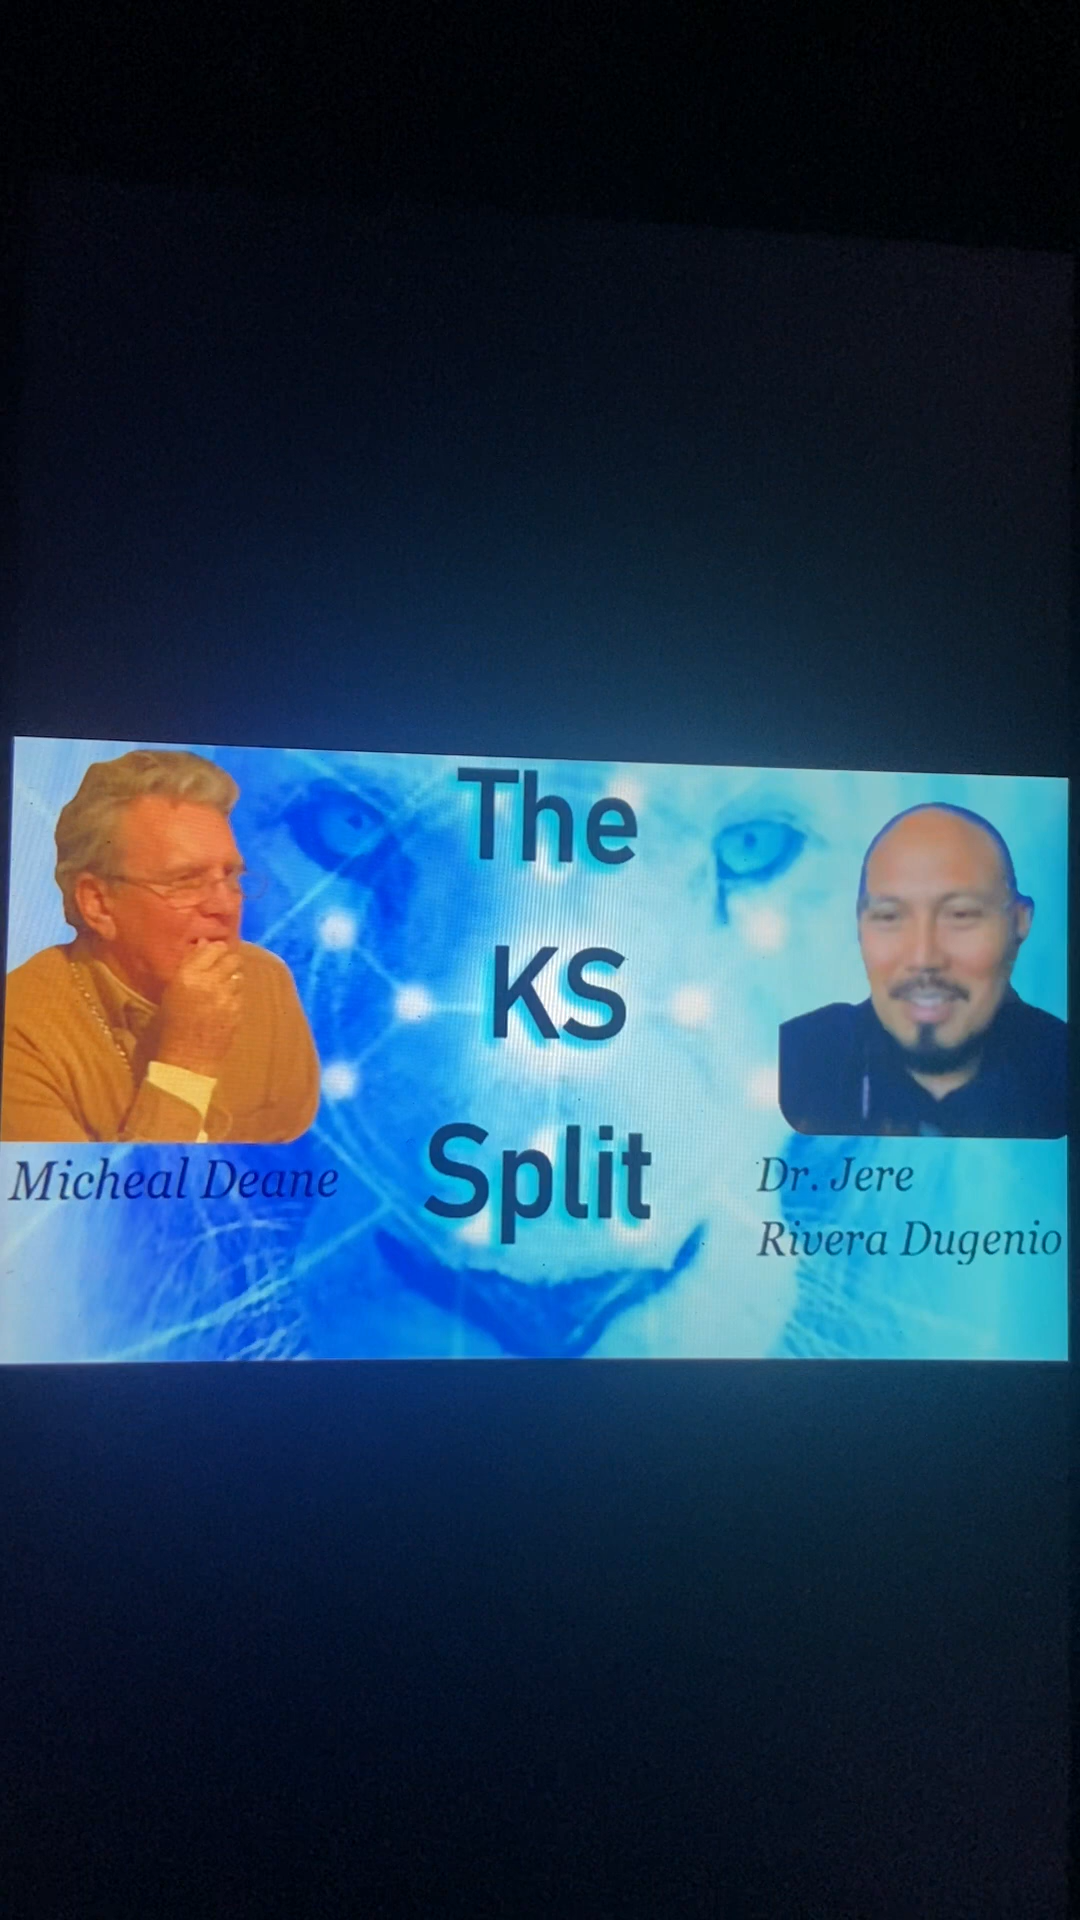 The
KS
Split
Micheal Deane
Dr. Jere
Rivera Dugenio